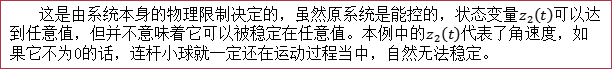 这是由系统本身的物理限制决定的，虽然原系统是能控的，状态变量z₂(t)可以达
到任意值，但并不意味着它可以被稳定在任意值。本例中的z₂(t)代表了角速度，如
果它不为0的话，连杆小球就一定还在运动过程当中，自然无法稳定。